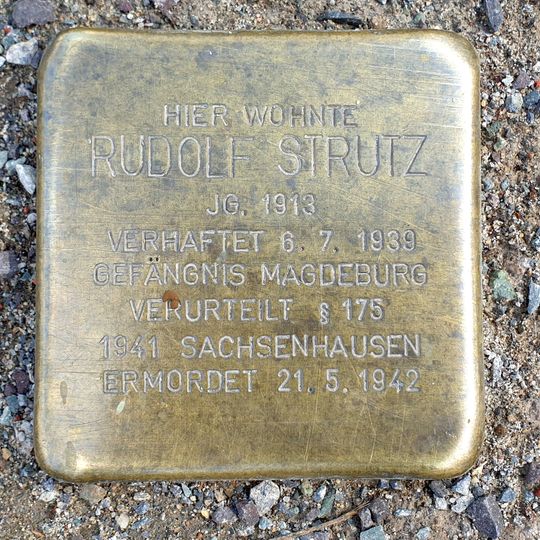 HIER WOHNTE
RUDOLF STRUTZ
JG. 1913
VERHAFTET 6. 7. 1939
GEFÄNGNIS MAGDEBURG
VERURTEILT § 175
1941 SACHSENHAUSEN
ERMORDET 21. 5. 1942